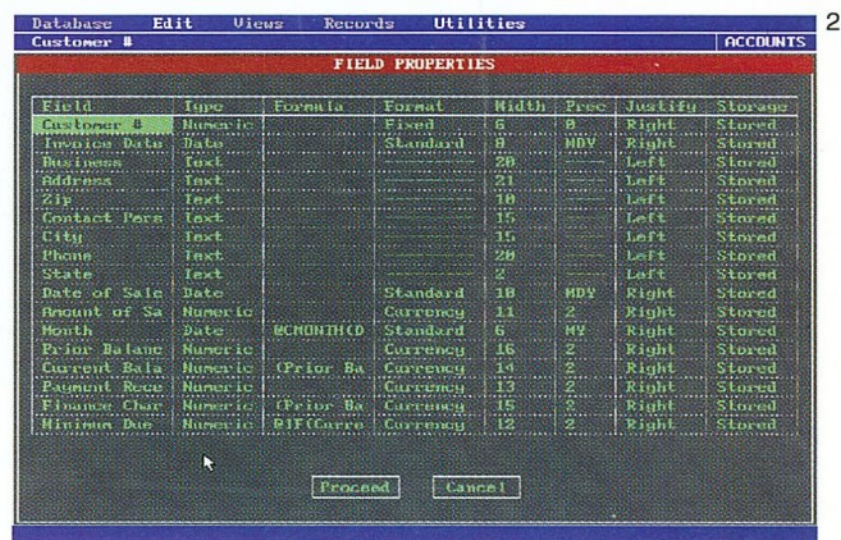 Database Edit Views Records Utilities
2
Customer # ACCOUNTS
FIELD PROPERTIES
Field Type Formula Format Width Prec Justify Storage
Customer # Numeric Fixed 6 0 Right Stored
Invoice Date Date Standard 8 MDY Right Stored
Business Text 20 Left Stored
Address Text 21 Left Stored
Zip Text 10 Left Stored
Contact Pers Text 15 Left Stored
City Text 15 Left Stored
Phone Text 20 Left Stored
State Text 2 Left Stored
Date of Sale Date Standard 10 MDY Right Stored
Amount of Sa Numeric Currency 11 2 Right Stored
Month Date @CMONTH(D Standard 6 MY Right Stored
Prior Balanc Numeric Currency 16 2 Right Stored
Current Bala Numeric (Prior Ba Currency 14 2 Right Stored
Payment Rece Numeric Currency 13 2 Right Stored
Finance Char Numeric (Prior Ba Currency 15 2 Right Stored
Minimum Due Numeric @IF(Curre Currency 12 2 Right Stored
Proceed Cancel